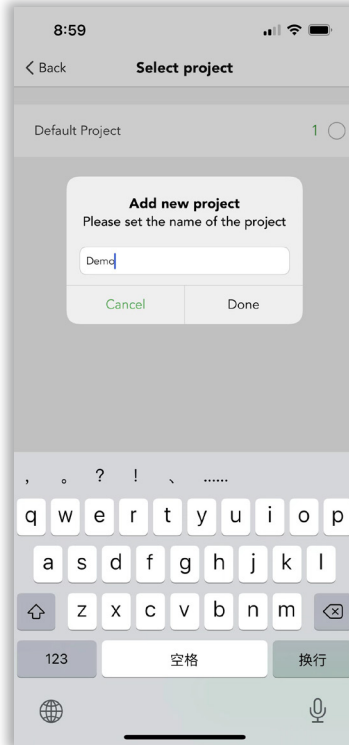 8:59
Back
Select project
Default Project 1
Add new project
Please set the name of the project
Demo
Cancel Done
, 。 ? ! 、 ......
q w e r t y u i o p
a s d f g h j k l
z x c v b n m
123 空格 换行